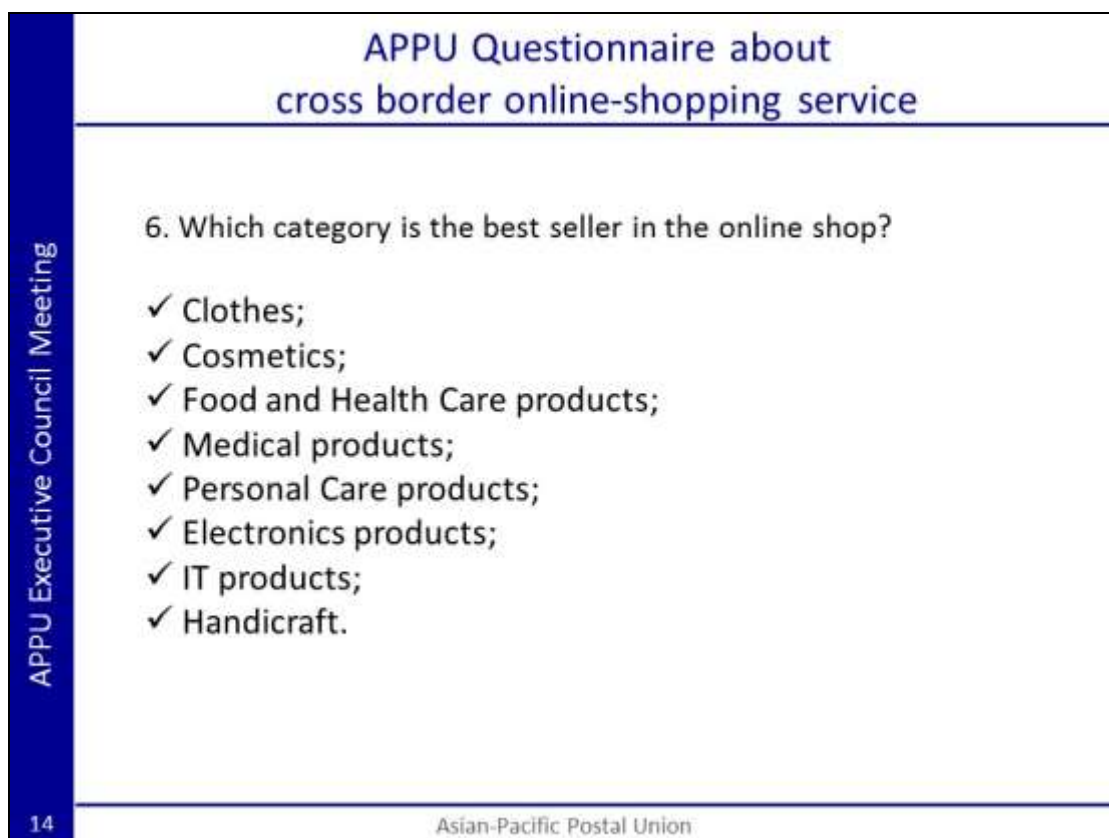 APPU Questionnaire about
cross border online-shopping service
APPU Executive Council Meeting
6. Which category is the best seller in the online shop?
✓ Clothes;
✓ Cosmetics;
✓ Food and Health Care products;
✓ Medical products;
✓ Personal Care products;
✓ Electronics products;
✓ IT products;
✓ Handicraft.
14
Asian-Pacific Postal Union